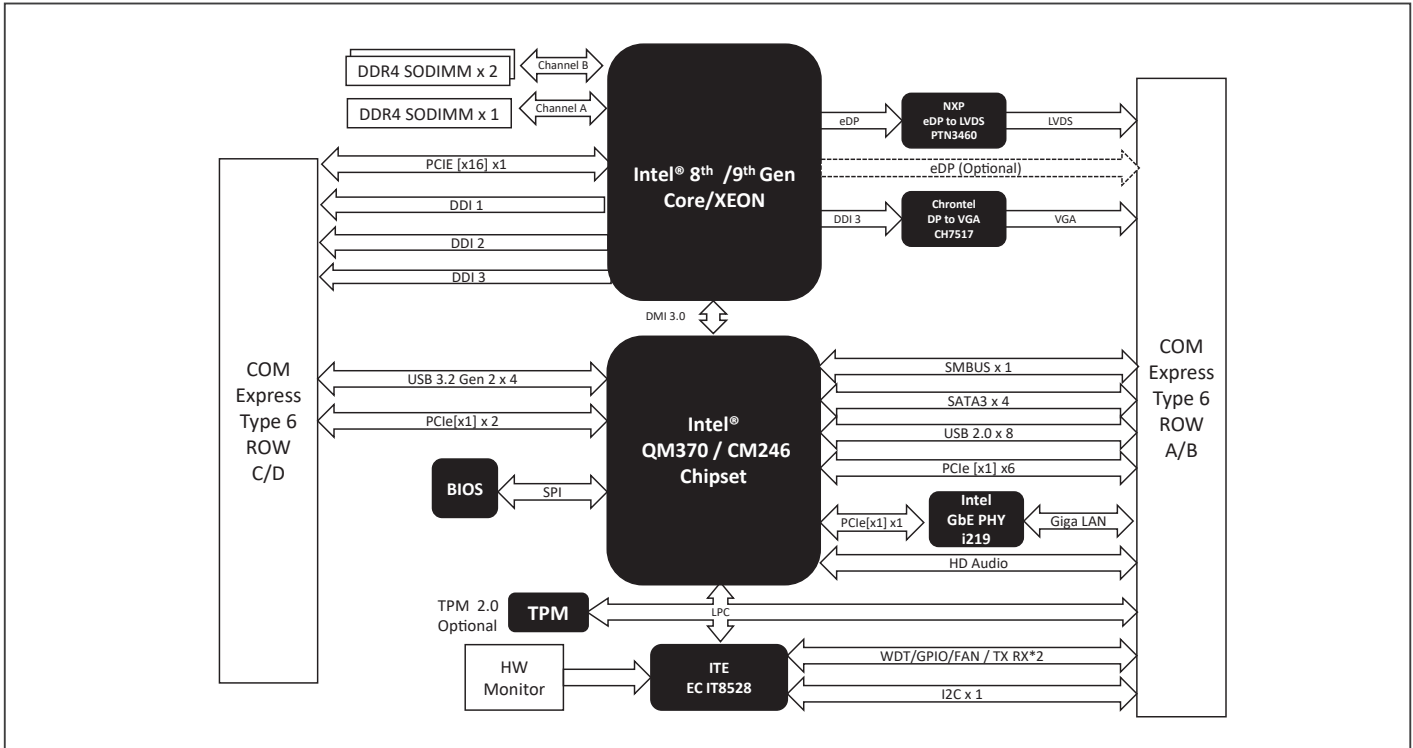 DDR4 SODIMM x 2
Channel B
DDR4 SODIMM x 1
Channel A
PCIE [x16] x1
DDI 1
DDI 2
DDI 3
Intel® 8th /9th Gen
Core/XEON
eDP
NXP
eDP to LVDS
PTN3460
LVDS
eDP (Optional)
DDI 3
Chrontel
DP to VGA
CH7517
VGA
DMI 3.0
COM
Express
Type 6
ROW
C/D
USB 3.2 Gen 2 x 4
PCIe[x1] x 2
BIOS
SPI
Intel®
QM370 / CM246
Chipset
SMBUS x 1
SATA3 x 4
USB 2.0 x 8
PCIe [x1] x6
PCIe[x1] x1
Intel
GbE PHY
i219
Giga LAN
HD Audio
COM
Express
Type 6
ROW
A/B
TPM 2.0
Optional
TPM
LPC
HW
Monitor
ITE
EC IT8528
WDT/GPIO/FAN / TX RX*2
I2C x 1